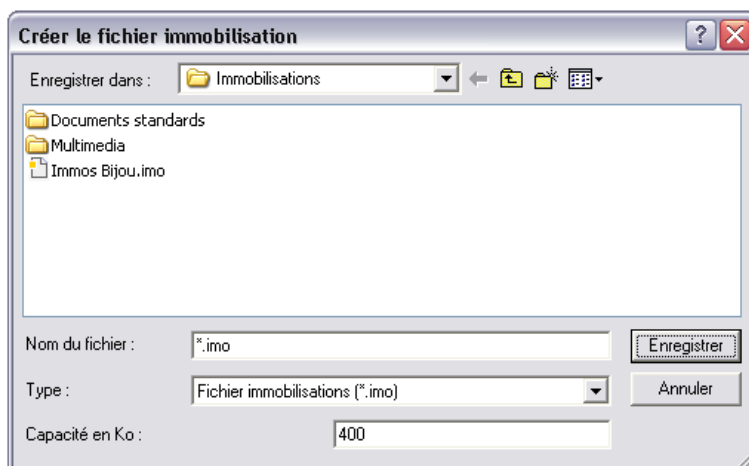 Créer le fichier immobilisation
Enregistrer dans : Immobilisations
Documents standards
Multimedia
Immos Bijou.imo
Nom du fichier : *.imo Enregistrer
Type : Fichier immobilisations (*.imo) Annuler
Capacité en Ko : 400